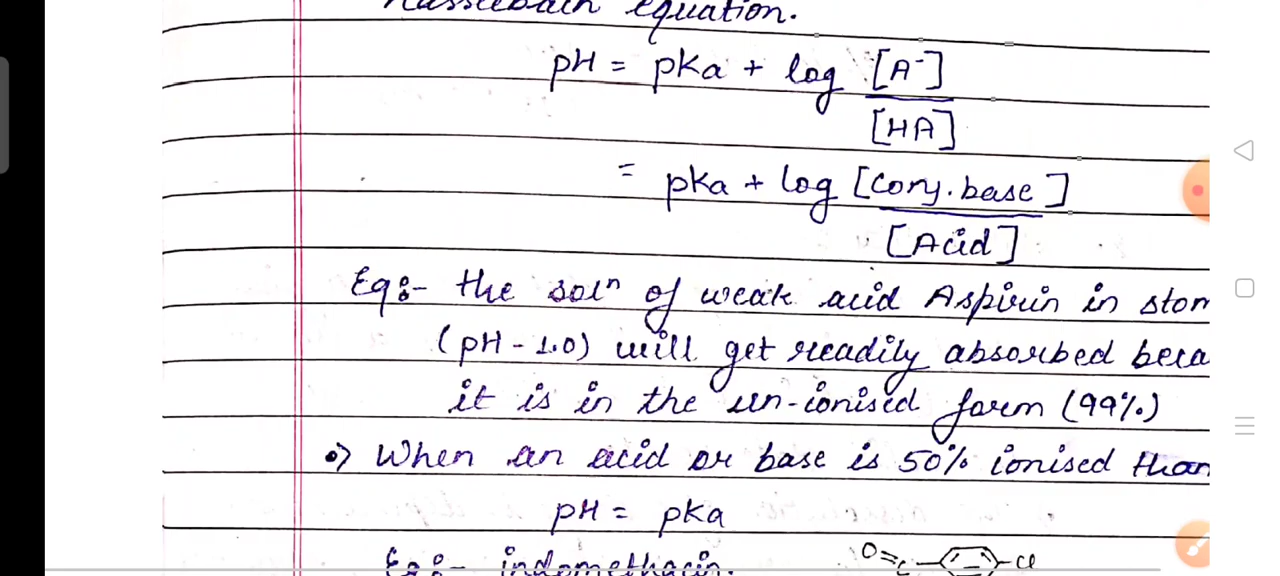 equation.
pH = pKa + log [A-]
[HA]
= pKa + log [Conj. base]
[Acid]
Eg:- the soln of weak acid Aspirin in stom
(pH - 1.0) will get readily absorbed beca
it is in the un-ionised form (99%)
•) When an acid or base is 50% ionised than
pH = pKa
Eg:- indomethacin.
O=C Cl